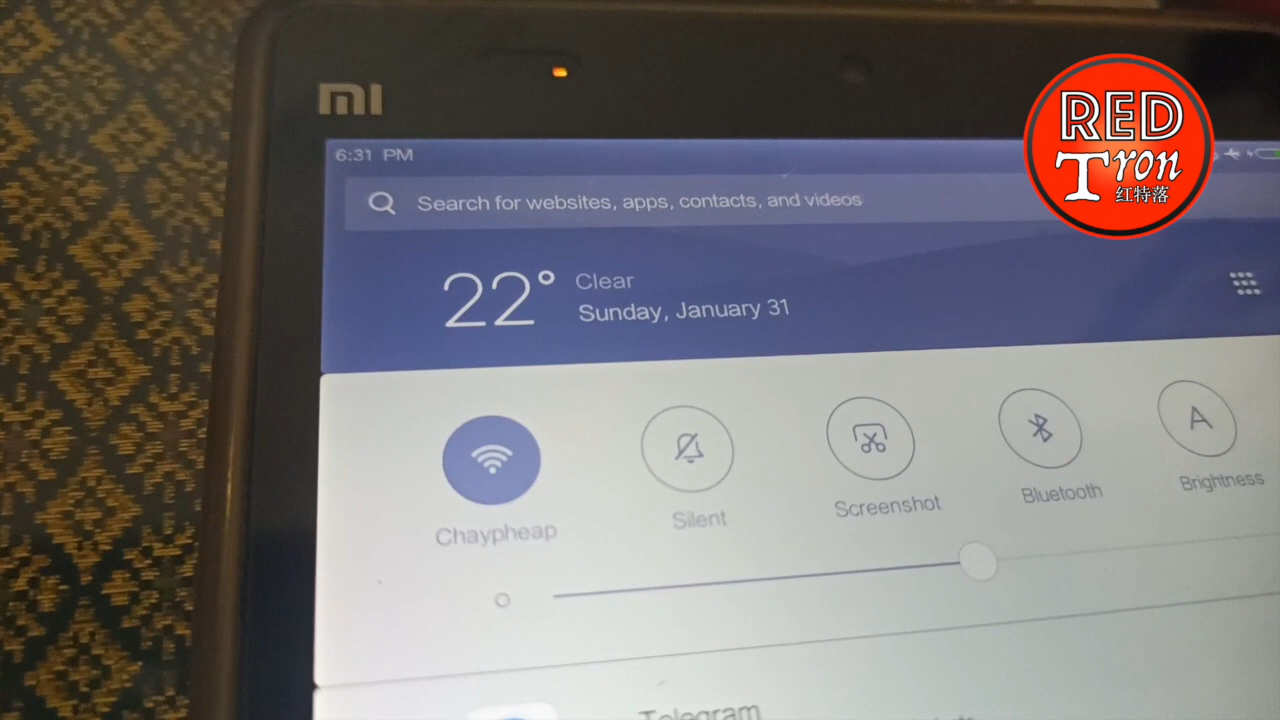 mi
RED
Tron
红特落
6:31 PM
Search for websites, apps, contacts, and videos
22°
Clear
Sunday, January 31
A
Chaypheap
Silent
Screenshot
Bluetooth
Brightness
Telegram